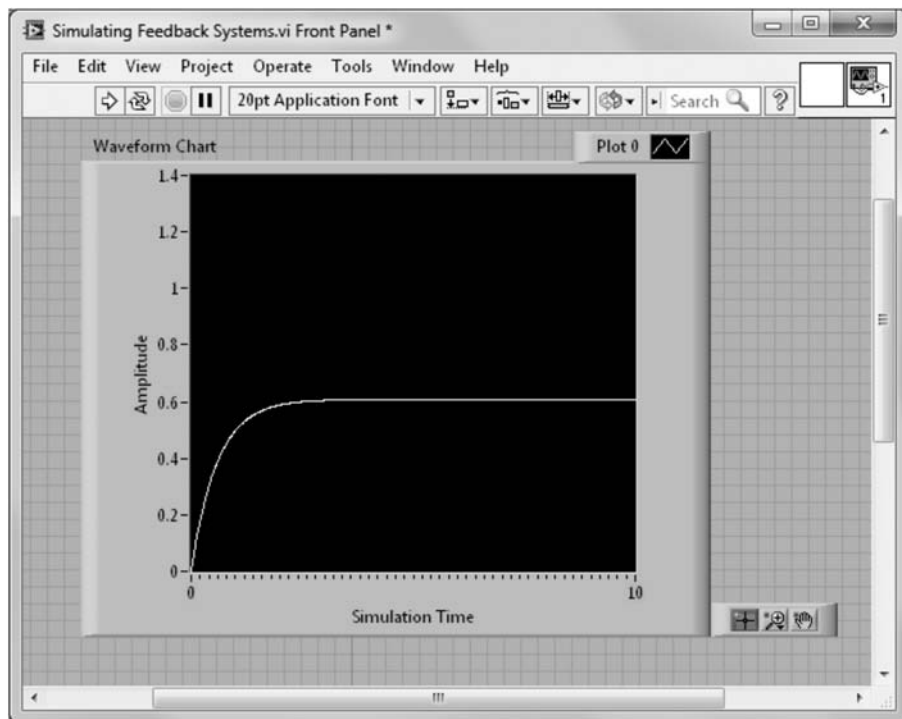 Simulating Feedback Systems.vi Front Panel *
File Edit View Project Operate Tools Window Help
20pt Application Font
Search
?
1
Waveform Chart
Plot 0
1.4
1.2
1
0.8
0.6
0.4
0.2
0
Amplitude
0
10
Simulation Time